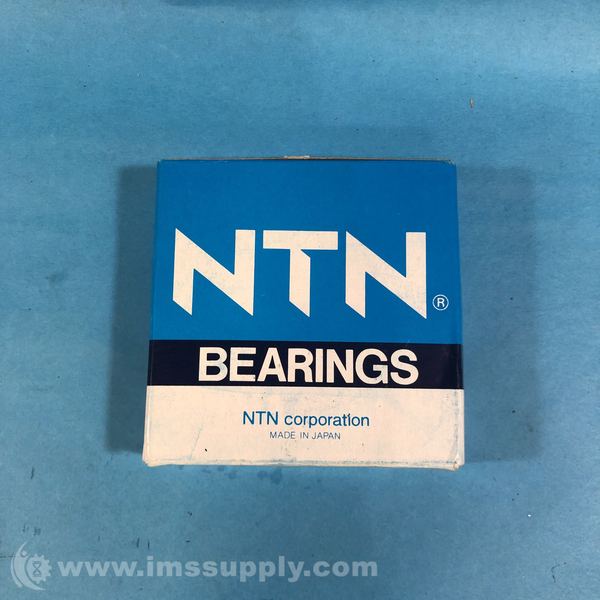 NTN®
BEARINGS
NTN corporation
MADE IN JAPAN
www.imssupply.com